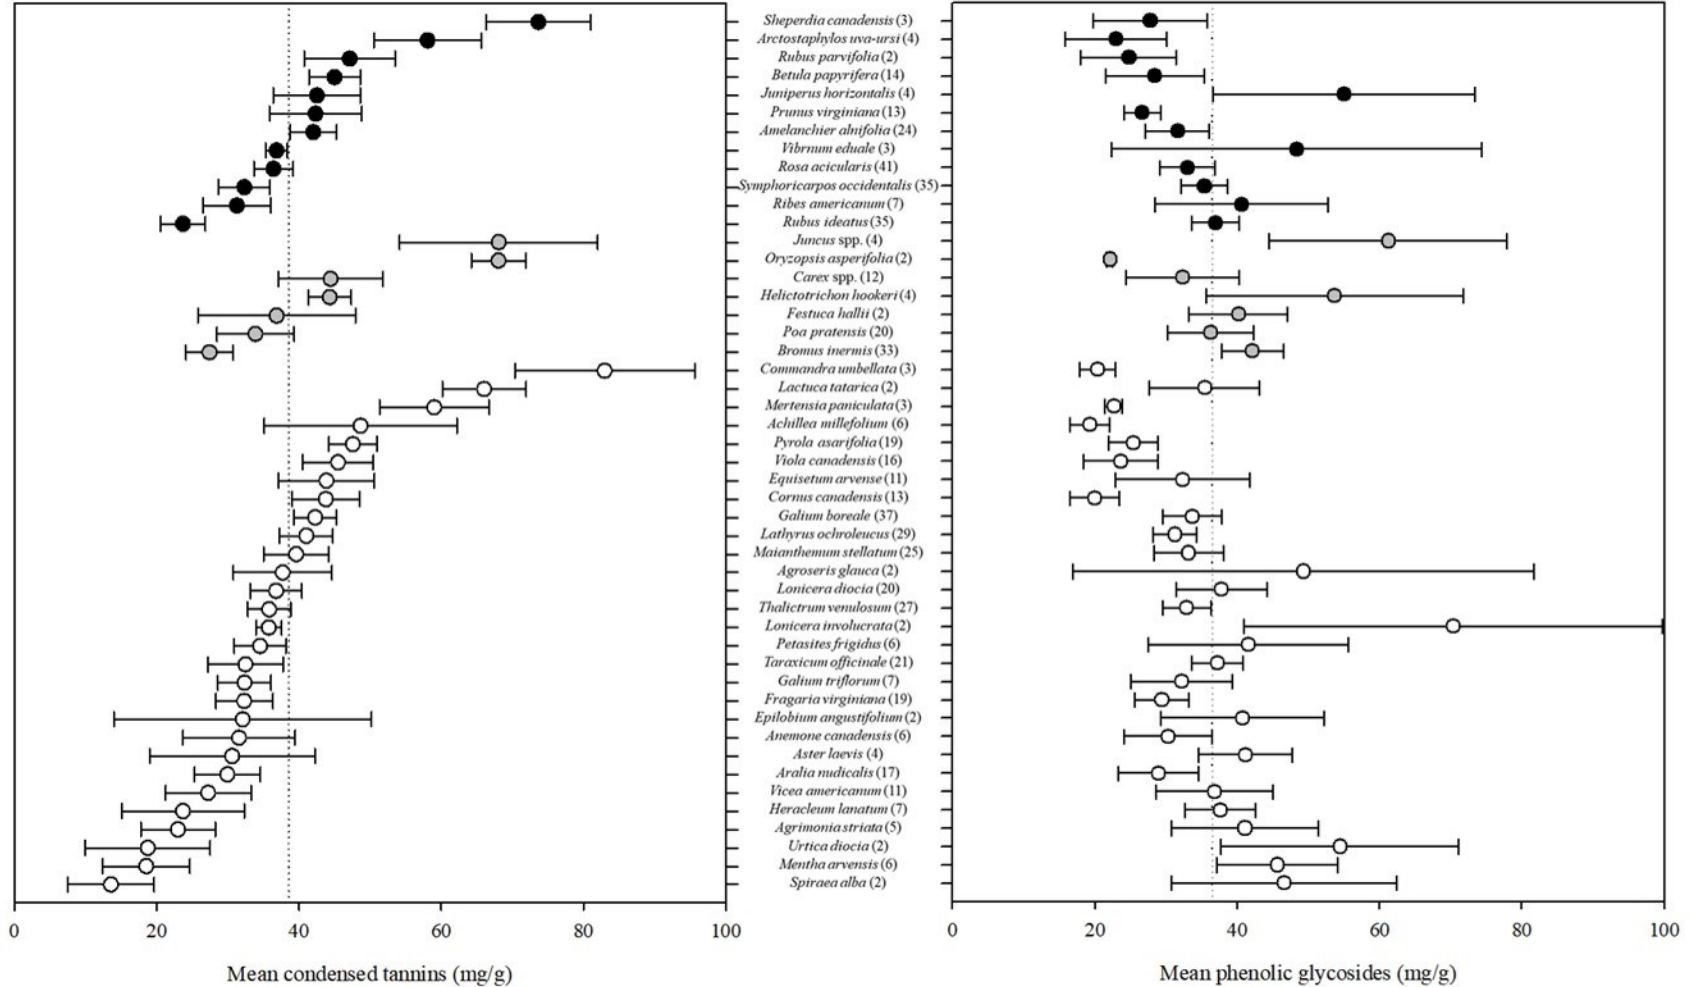 Sheperdia canadensis (3)
Arctostaphylos uva-ursi (4)
Rubus parvifolia (2)
Betula papyrifera (14)
Juniperus horizontalis (4)
Prunus virginiana (13)
Amelanchier alnifolia (24)
Vibrnum eduale (3)
Rosa acicularis (41)
Symphoricarpos occidentalis (35)
Ribes americanum (7)
Rubus ideatus (35)
Juncus spp. (4)
Oryzopsis asperifolia (2)
Carex spp. (12)
Helictotrichon hookeri (4)
Festuca hallii (2)
Poa pratensis (20)
Bromus inermis (33)
Commandra umbellata (3)
Lactuca tatarica (2)
Mertensia paniculata (3)
Achillea millefolium (6)
Pyrola asarifolia (19)
Viola canadensis (16)
Equisetum arvense (11)
Cornus canadensis (13)
Galium boreale (37)
Lathyrus ochroleucus (29)
Maianthemum stellatum (25)
Agroseris glauca (2)
Lonicera diocia (20)
Thalictrum venulosum (27)
Lonicera involucrata (2)
Petasites frigidus (6)
Taraxicum officinale (21)
Galium triflorum (7)
Fragaria virginiana (19)
Epilobium angustifolium (2)
Anemone canadensis (6)
Aster laevis (4)
Aralia nudicalis (17)
Vicea americanum (11)
Heracleum lanatum (7)
Agrimonia striata (5)
Urtica diocia (2)
Mentha arvensis (6)
Spiraea alba (2)
0 20 40 60 80 100
0 20 40 60 80 100
Mean condensed tannins (mg/g)
Mean phenolic glycosides (mg/g)